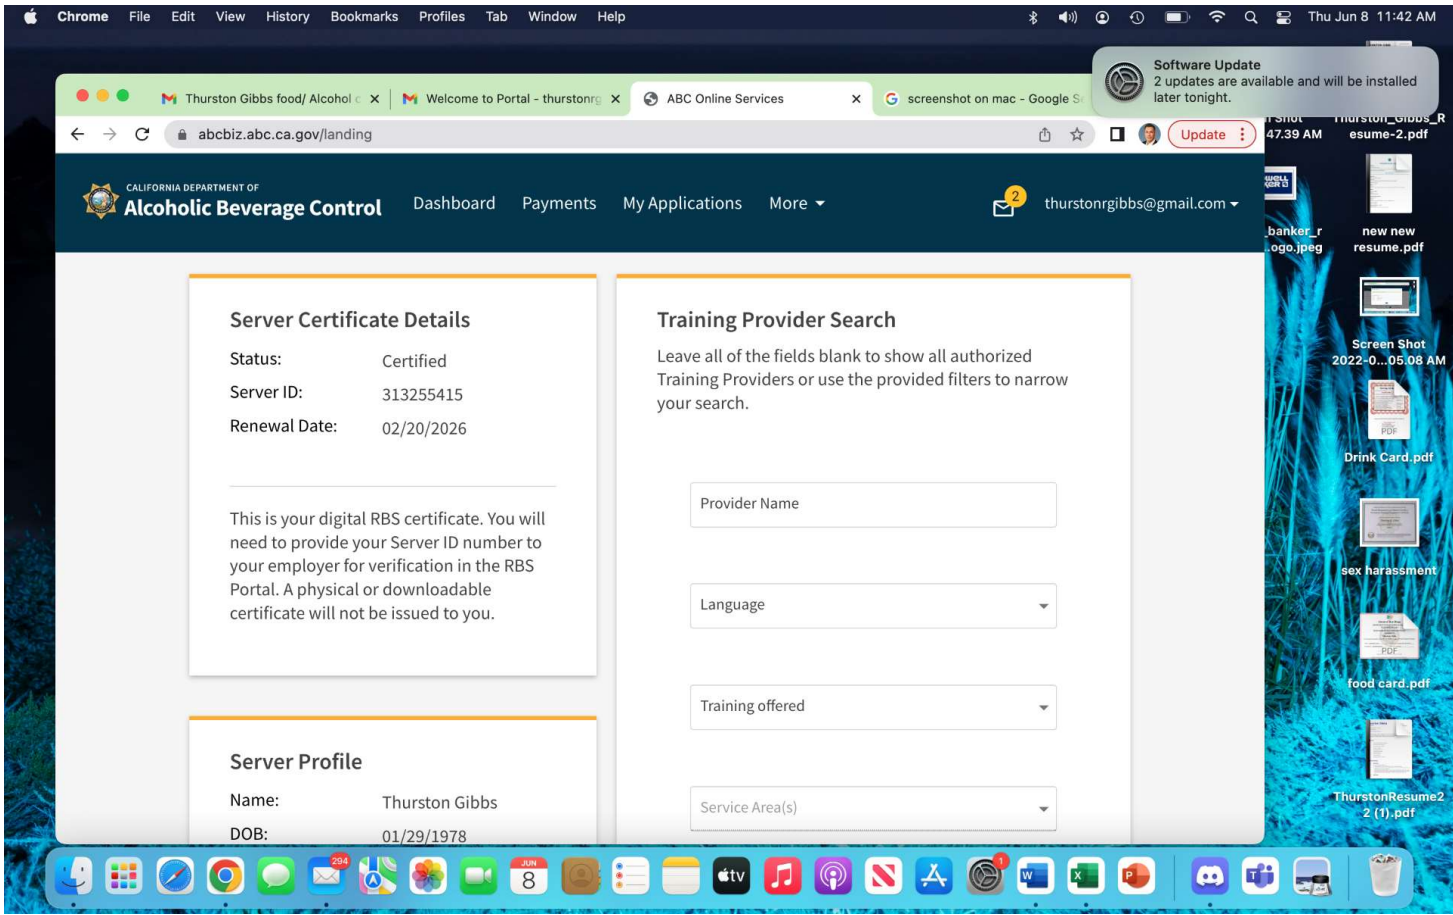 Chrome File Edit View History Bookmarks Profiles Tab Window Help
Thu Jun 8 11:42 AM
Software Update
2 updates are available and will be installed
later tonight.
Thurston Gibbs food/ Alcohol
Welcome to Portal - thurstonrg
ABC Online Services
screenshot on mac - Google Se
47.39 AM
Thurston_Gibbs_R
esume-2.pdf
abcbiz.abc.ca.gov/landing
Update
CALIFORNIA DEPARTMENT OF
Alcoholic Beverage Control
Dashboard Payments My Applications More
2
thurstonrgibbs@gmail.com
_banker_r
...ogo.jpeg
new new
resume.pdf
Server Certificate Details
Status: Certified
Server ID: 313255415
Renewal Date: 02/20/2026
This is your digital RBS certificate. You will
need to provide your Server ID number to
your employer for verification in the RBS
Portal. A physical or downloadable
certificate will not be issued to you.
Server Profile
Name: Thurston Gibbs
DOB: 01/29/1978
Training Provider Search
Leave all of the fields blank to show all authorized
Training Providers or use the provided filters to narrow
your search.
Provider Name
Language
Training offered
Service Area(s)
Screen Shot
2022-0...05.08 AM
PDF
Drink Card.pdf
sex harassment
PDF
food card.pdf
ThurstonResume2
2 (1).pdf
294
JUN
8
tv
1
W
X
P
T